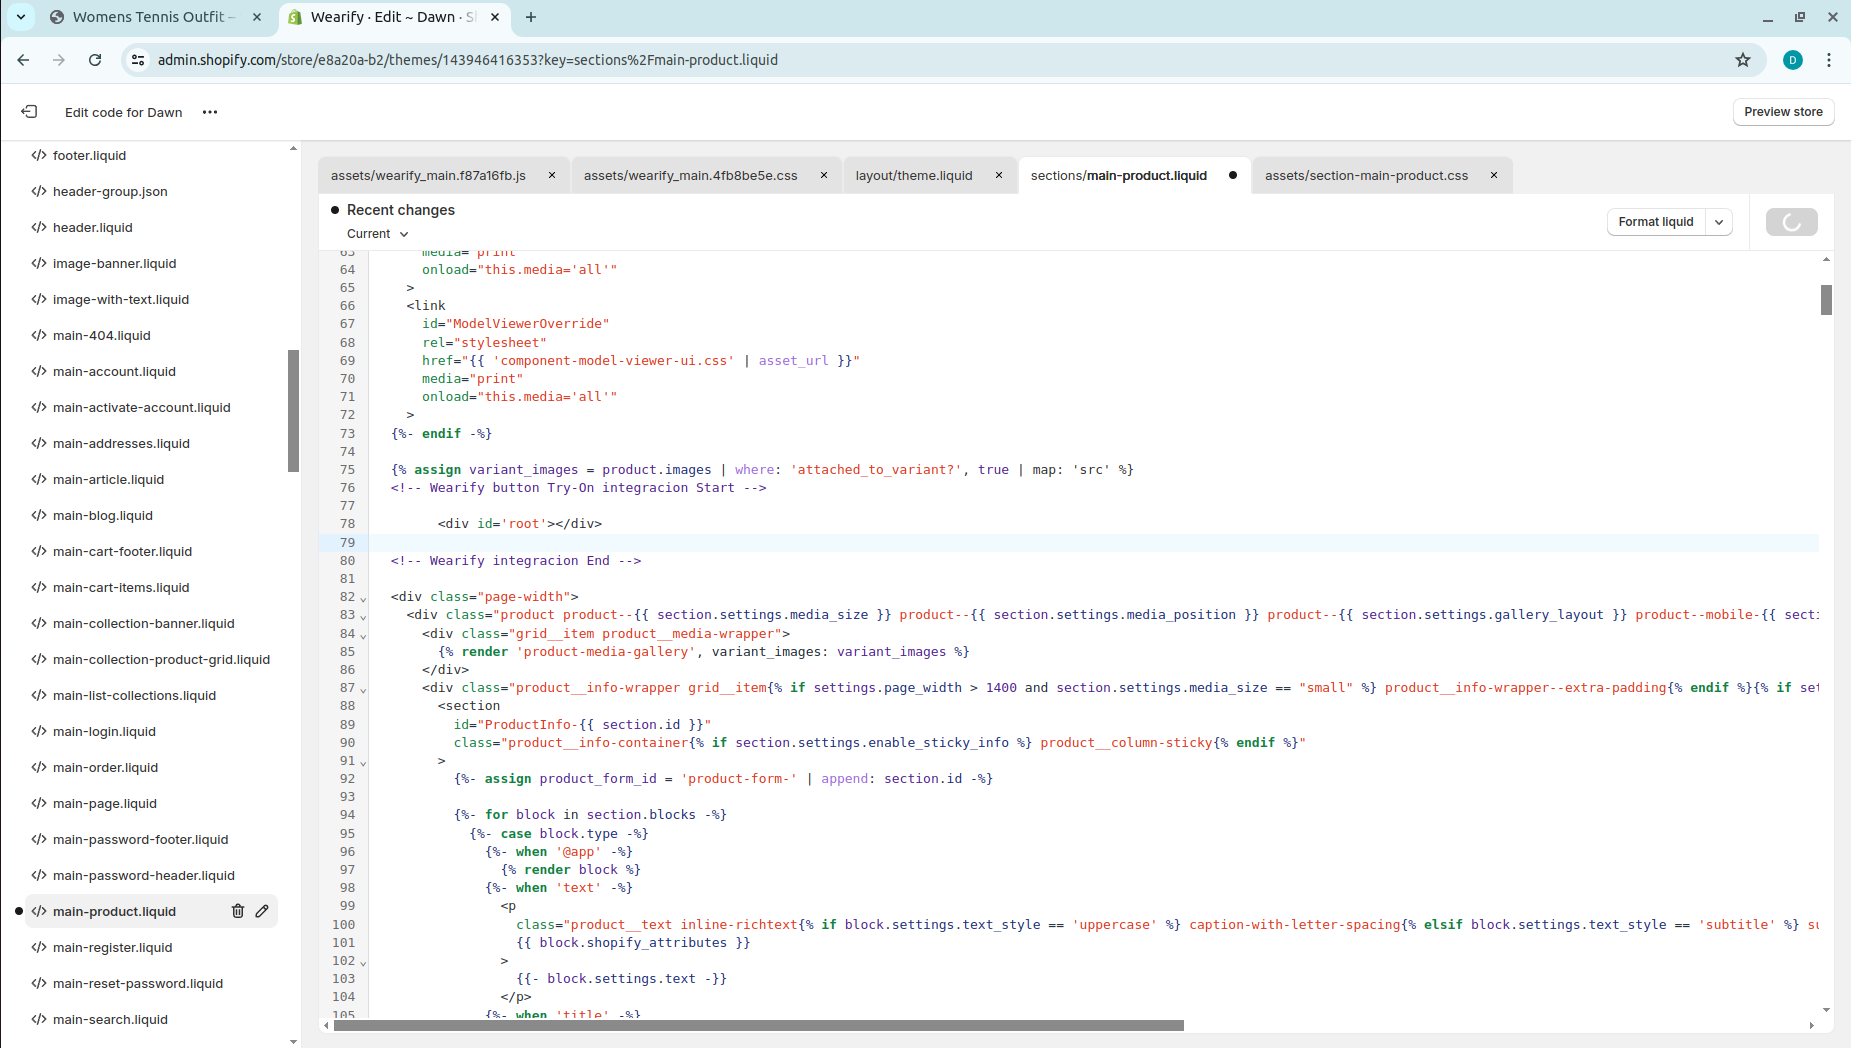 Womens Tennis Outfit –
Wearify · Edit ~ Dawn · S
admin.shopify.com/store/e8a20a-b2/themes/143946416353?key=sections%2Fmain-product.liquid
D
Edit code for Dawn
Preview store
footer.liquid
header-group.json
header.liquid
image-banner.liquid
image-with-text.liquid
main-404.liquid
main-account.liquid
main-activate-account.liquid
main-addresses.liquid
main-article.liquid
main-blog.liquid
main-cart-footer.liquid
main-cart-items.liquid
main-collection-banner.liquid
main-collection-product-grid.liquid
main-list-collections.liquid
main-login.liquid
main-order.liquid
main-page.liquid
main-password-footer.liquid
main-password-header.liquid
main-product.liquid
main-register.liquid
main-reset-password.liquid
main-search.liquid
assets/wearify_main.f87a16fb.js
assets/wearify_main.4fb8be5e.css
layout/theme.liquid
sections/main-product.liquid
assets/section-main-product.css
Recent changes
Current
Format liquid
63 media="print"
64 onload="this.media='all'"
65 >
66 <link
67 id="ModelViewerOverride"
68 rel="stylesheet"
69 href="{{ 'component-model-viewer-ui.css' | asset_url }}"
70 media="print"
71 onload="this.media='all'"
72 >
73 {%- endif -%}
74
75 {% assign variant_images = product.images | where: 'attached_to_variant?', true | map: 'src' %}
76 <!-- Wearify button Try-On integracion Start -->
77
78 <div id='root'></div>
79
80 <!-- Wearify integracion End -->
81
82 <div class="page-width">
83 <div class="product product--{{ section.settings.media_size }} product--{{ section.settings.media_position }} product--{{ section.settings.gallery_layout }} product--mobile-{{ secti
84 <div class="grid__item product__media-wrapper">
85 {% render 'product-media-gallery', variant_images: variant_images %}
86 </div>
87 <div class="product__info-wrapper grid__item{% if settings.page_width > 1400 and section.settings.media_size == "small" %} product__info-wrapper--extra-padding{% endif %}{% if set
88 <section
89 id="ProductInfo-{{ section.id }}"
90 class="product__info-container{% if section.settings.enable_sticky_info %} product__column-sticky{% endif %}"
91 >
92 {%- assign product_form_id = 'product-form-' | append: section.id -%}
93
94 {%- for block in section.blocks -%}
95 {%- case block.type -%}
96 {%- when '@app' -%}
97 {% render block %}
98 {%- when 'text' -%}
99 <p
100 class="product__text inline-richtext{% if block.settings.text_style == 'uppercase' %} caption-with-letter-spacing{% elsif block.settings.text_style == 'subtitle' %} su
101 {{ block.shopify_attributes }}
102 >
103 {{- block.settings.text -}}
104 </p>
105 {%- when 'title' -%}